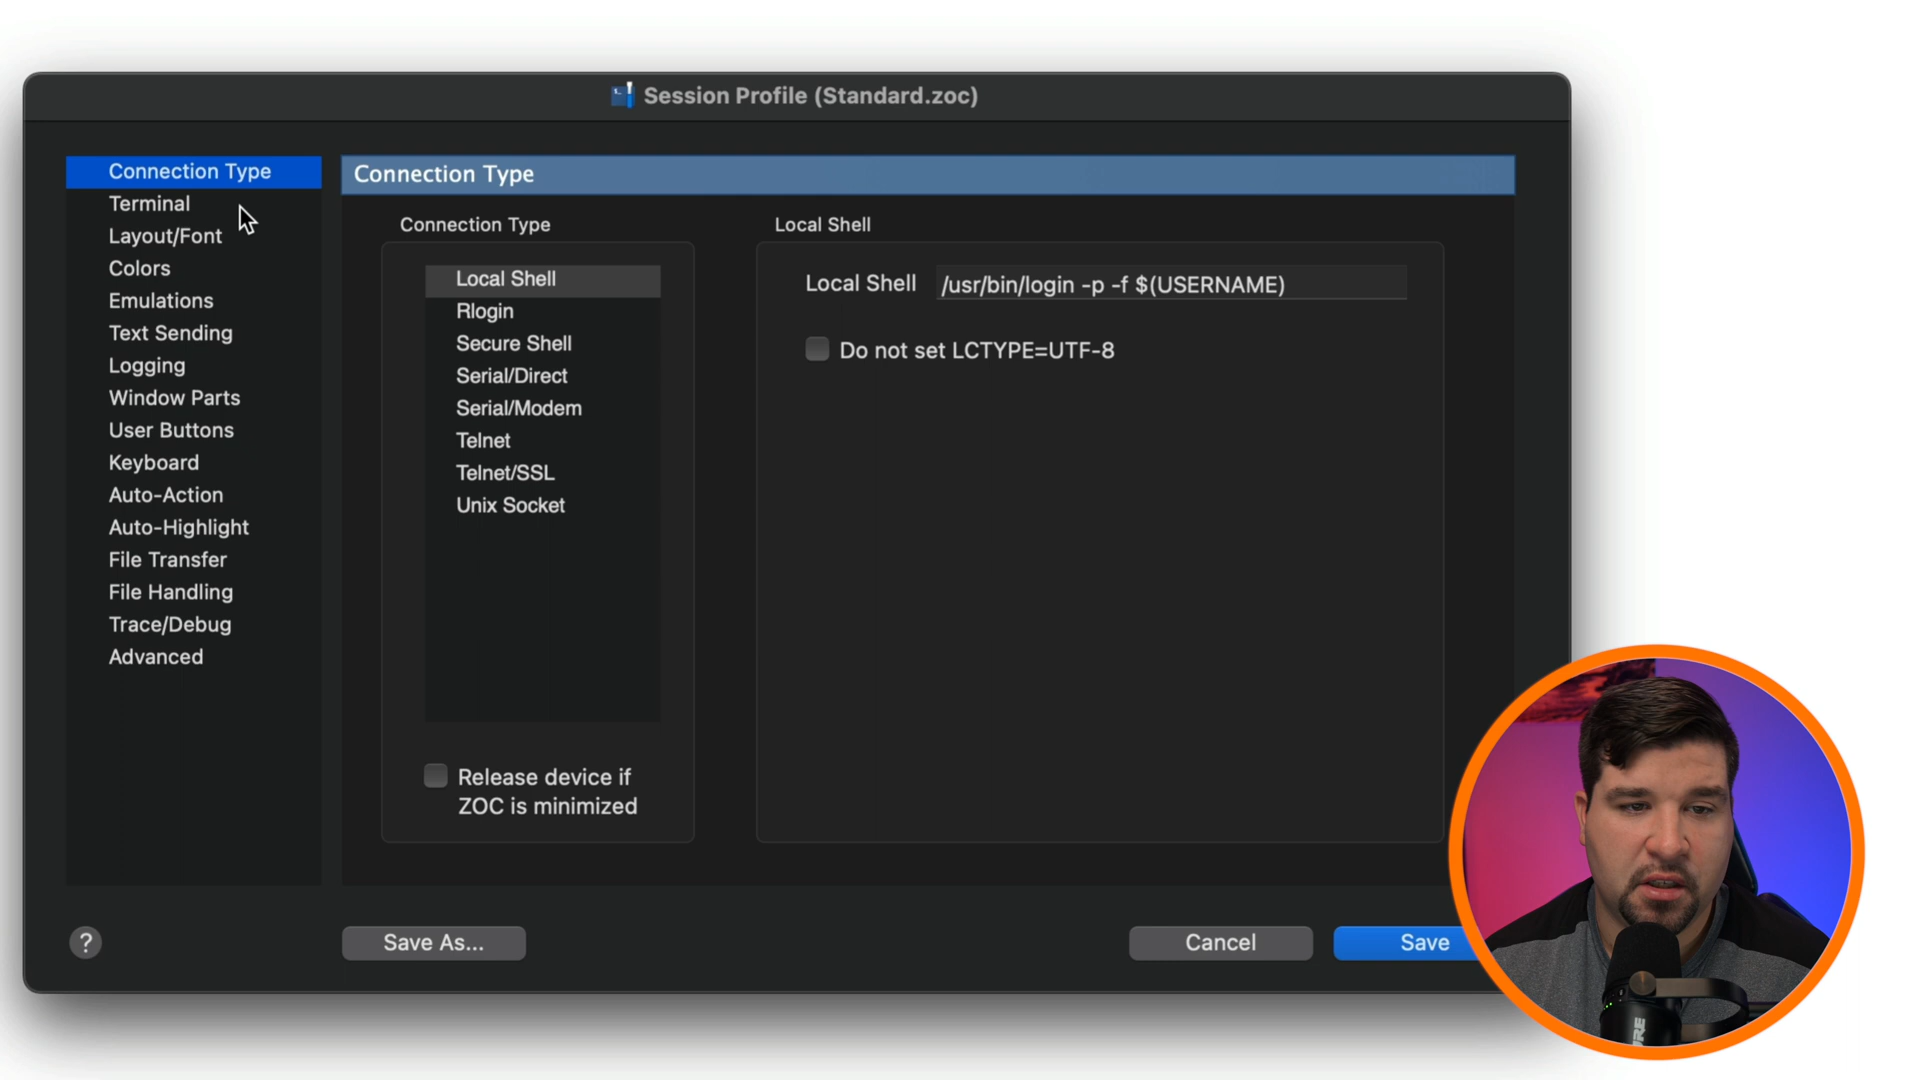 Session Profile (Standard.zoc)
Connection Type
Terminal
Layout/Font
Colors
Emulations
Text Sending
Logging
Window Parts
User Buttons
Keyboard
Auto-Action
Auto-Highlight
File Transfer
File Handling
Trace/Debug
Advanced
Connection Type
Connection Type
Local Shell
Rlogin
Secure Shell
Serial/Direct
Serial/Modem
Telnet
Telnet/SSL
Unix Socket
Release device if
ZOC is minimized
Local Shell
Local Shell /usr/bin/login -p -f $(USERNAME)
Do not set LCTYPE=UTF-8
?
Save As...
Cancel
Save